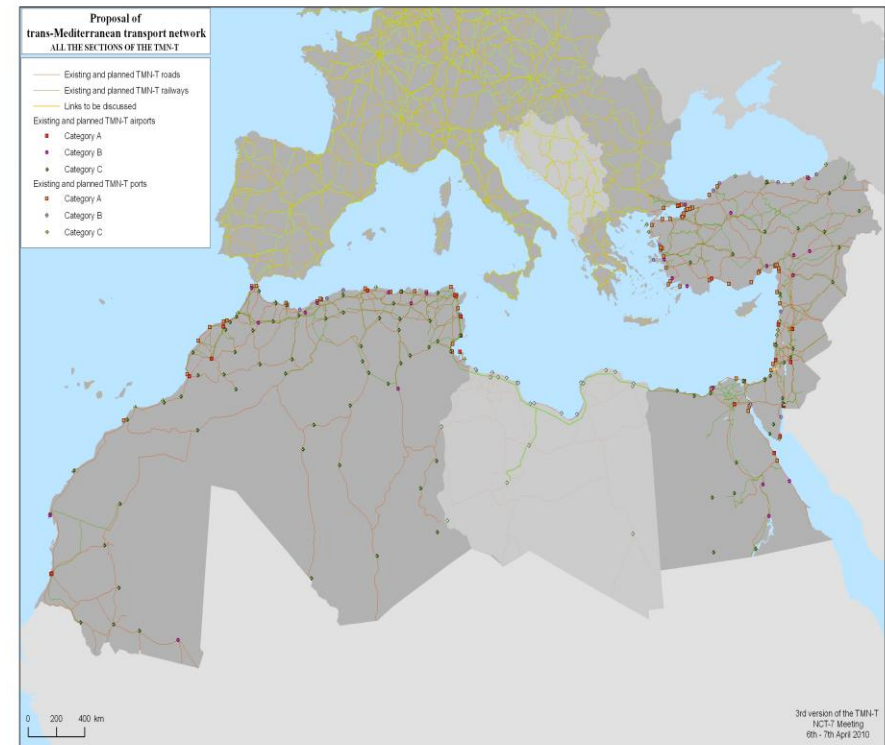 Proposal of
trans-Mediterranean transport network
ALL THE SECTIONS OF THE TMN-T
Existing and planned TMN-T roads
Existing and planned TMN-T railways
Links to be discussed
Existing and planned TMN-T airports
Category A
Category B
Category C
Existing and planned TMN-T ports
Category A
Category B
Category C
0 200 400 km
3rd version of the TMN-T
NCT-7 Meeting
6th - 7th April 2010